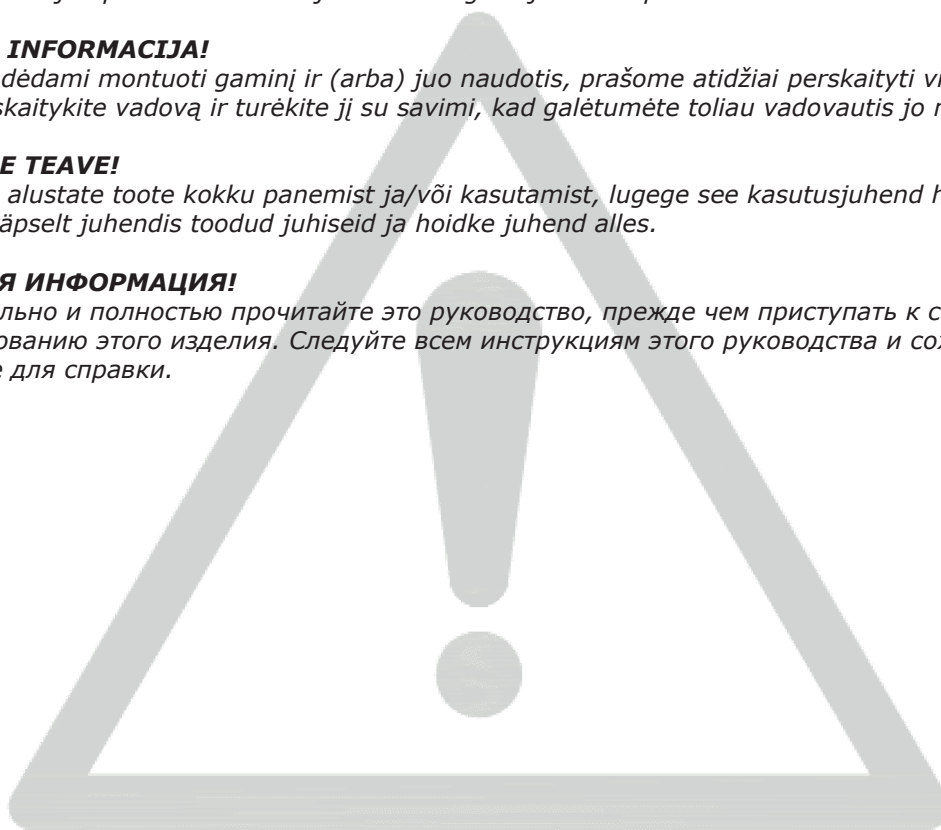 INFORMACIJA!
dėdami montuoti gaminį ir (arba) juo naudotis, prašome atidžiai perskaityti
skaitykite vadovą ir turėkite jį su savimi, kad galėtumėte toliau vadovautis jo
E TEAVE!
alustate toote kokku panemist ja/või kasutamist, lugege see kasutusjuhend
äpselt juhendis toodud juhiseid ja hoidke juhend alles.
Я ИНФОРМАЦИЯ!
льно и полностью прочитайте это руководство, прежде чем приступать к с
ованию этого изделия. Следуйте всем инструкциям этого руководства и сох
е для справки.